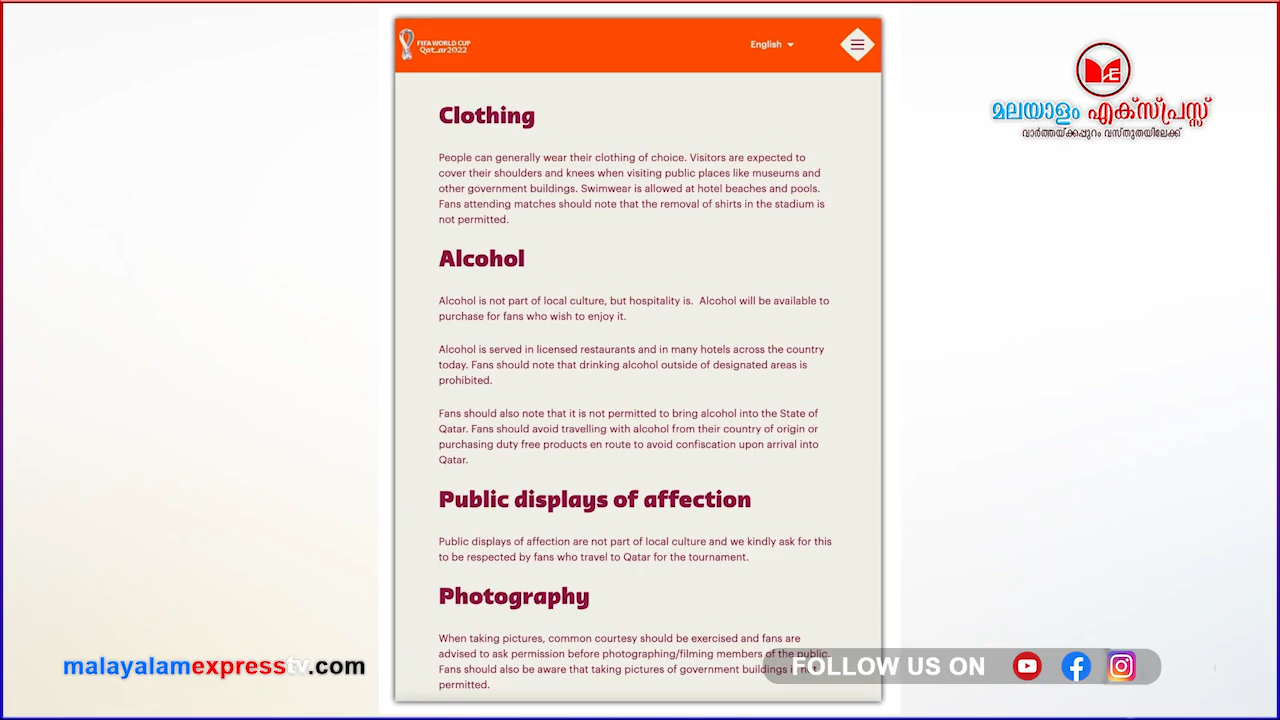 FIFA WORLD CUP
Qatar2022
English
Clothing
People can generally wear their clothing of choice. Visitors are expected to
cover their shoulders and knees when visiting public places like museums and
other government buildings. Swimwear is allowed at hotel beaches and pools.
Fans attending matches should note that the removal of shirts in the stadium is
not permitted.
Alcohol
Alcohol is not part of local culture, but hospitality is.  Alcohol will be available to
purchase for fans who wish to enjoy it.
Alcohol is served in licensed restaurants and in many hotels across the country
today. Fans should note that drinking alcohol outside of designated areas is
prohibited.
Fans should also note that it is not permitted to bring alcohol into the State of
Qatar. Fans should avoid travelling with alcohol from their country of origin or
purchasing duty free products en route to avoid confiscation upon arrival into
Qatar.
Public displays of affection
Public displays of affection are not part of local culture and we kindly ask for this
to be respected by fans who travel to Qatar for the tournament.
Photography
When taking pictures, common courtesy should be exercised and fans are
advised to ask permission before photographing/filming members of the public.
Fans should also be aware that taking pictures of government buildings is not
permitted.
മലയാളം എക്സ്പ്രസ്സ്
വാർത്തയ്ക്കപ്പുറം വസ്തുതയിലേക്ക്
malayalamexpresstv.com
FOLLOW US ON